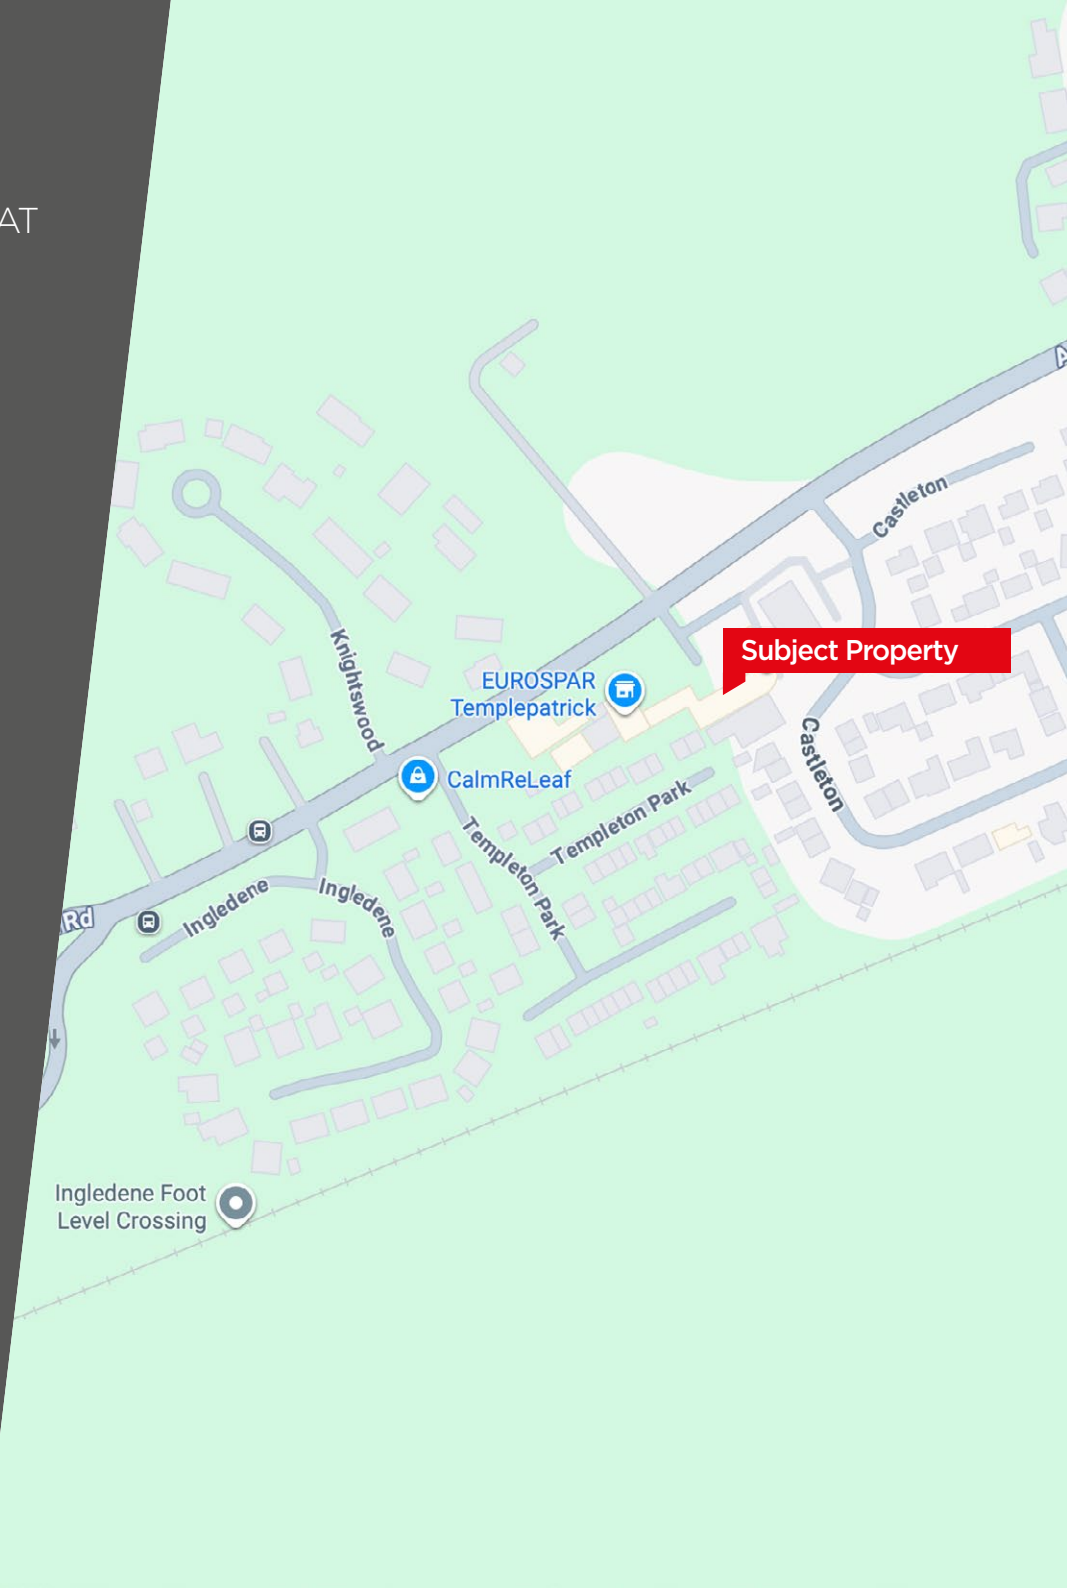 AT
A
Castleton
Subject Property
Knightswood
EUROSPAR
Templepatrick
Castleton
CalmReLeaf
Templeton Park
Templeton Park
Ingledene
Ingledene
Rd
Ingledene Foot
Level Crossing